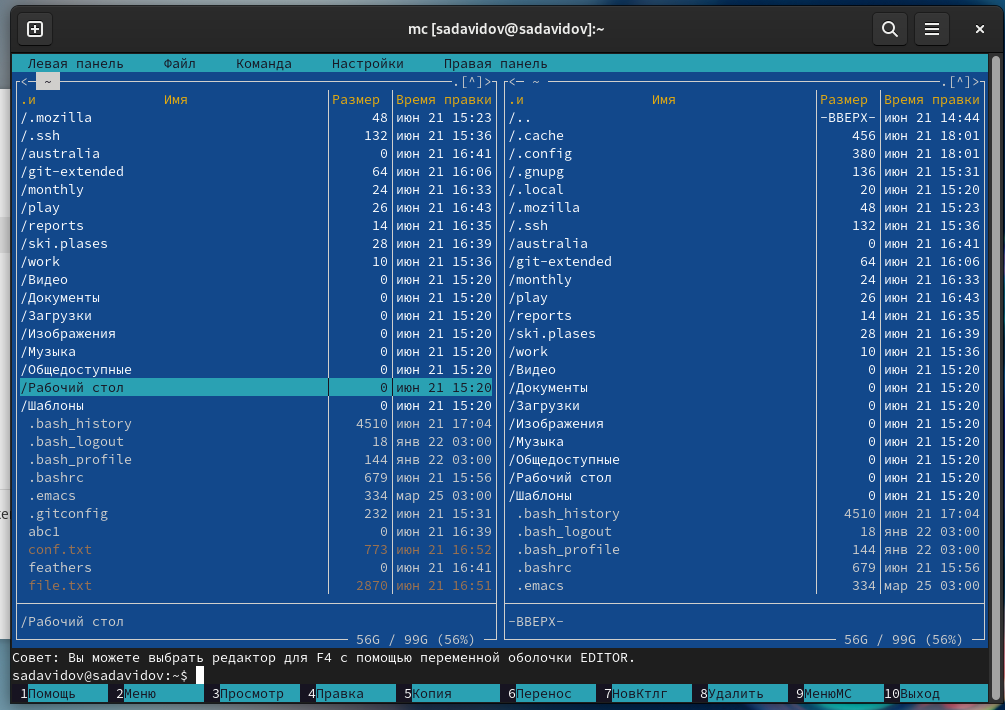 mc [sadavidov@sadavidov]:~
Левая панель Файл Команда Настройки Правая панель
<─ ~ ─.[^]> <─ ~ ─.[^]>
.и Имя Размер Время правки .и Имя Размер Время правки
/.mozilla 48 июн 21 15:23 /.. -ВВЕРХ- июн 21 14:44
/.ssh 132 июн 21 15:36 /.cache 456 июн 21 18:01
/australia 0 июн 21 16:41 /.config 380 июн 21 18:01
/git-extended 64 июн 21 16:06 /.gnupg 136 июн 21 15:31
/monthly 24 июн 21 16:33 /.local 20 июн 21 15:20
/play 26 июн 21 16:43 /.mozilla 48 июн 21 15:23
/reports 14 июн 21 16:35 /.ssh 132 июн 21 15:36
/ski.plases 28 июн 21 16:39 /australia 0 июн 21 16:41
/work 10 июн 21 15:36 /git-extended 64 июн 21 16:06
/Видео 0 июн 21 15:20 /monthly 24 июн 21 16:33
/Документы 0 июн 21 15:20 /play 26 июн 21 16:43
/Загрузки 0 июн 21 15:20 /reports 14 июн 21 16:35
/Изображения 0 июн 21 15:20 /ski.plases 28 июн 21 16:39
/Музыка 0 июн 21 15:20 /work 10 июн 21 15:36
/Общедоступные 0 июн 21 15:20 /Видео 0 июн 21 15:20
/Рабочий стол 0 июн 21 15:20 /Документы 0 июн 21 15:20
/Шаблоны 0 июн 21 15:20 /Загрузки 0 июн 21 15:20
.bash_history 4510 июн 21 17:04 /Изображения 0 июн 21 15:20
.bash_logout 18 янв 22 03:00 /Музыка 0 июн 21 15:20
.bash_profile 144 янв 22 03:00 /Общедоступные 0 июн 21 15:20
.bashrc 679 июн 21 15:56 /Рабочий стол 0 июн 21 15:20
.emacs 334 мар 25 03:00 /Шаблоны 0 июн 21 15:20
.gitconfig 232 июн 21 15:31 .bash_history 4510 июн 21 17:04
abc1 0 июн 21 16:39 .bash_logout 18 янв 22 03:00
conf.txt 773 июн 21 16:52 .bash_profile 144 янв 22 03:00
feathers 0 июн 21 16:41 .bashrc 679 июн 21 15:56
file.txt 2870 июн 21 16:51 .emacs 334 мар 25 03:00
/Рабочий стол -ВВЕРХ-
56G / 99G (56%) 56G / 99G (56%)
Совет: Вы можете выбрать редактор для F4 с помощью переменной оболочки EDITOR.
sadavidov@sadavidov:~$
1Помощь 2Меню 3Просмотр 4Правка 5Копия 6Перенос 7НовКтлг 8Удалить 9МенюМС 10Выход